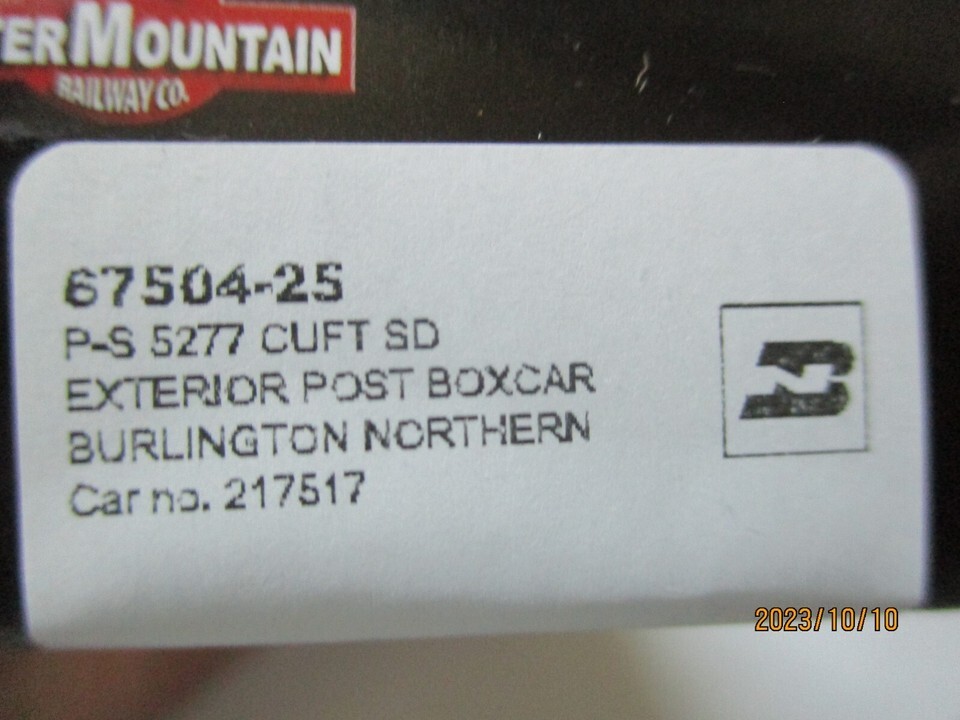 TERMOUNTAIN
RAILWAY CO.
67504-25
P-S 5277 CUFT SD
EXTERIOR POST BOXCAR
BURLINGTON NORTHERN
Car no. 217517
2023/10/10